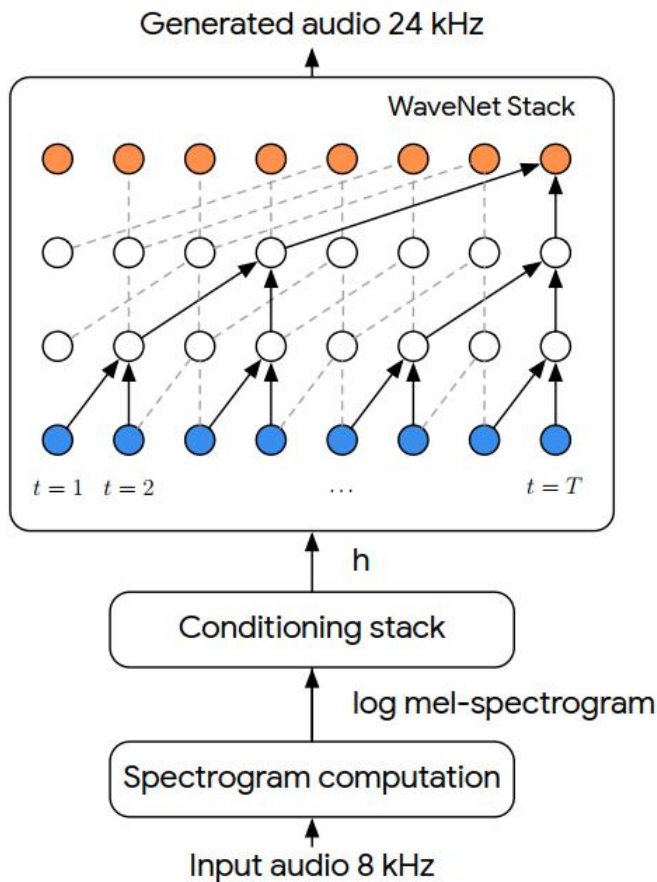 Generated audio 24 kHz
WaveNet Stack
t = 1 t = 2 ... t = T
h
Conditioning stack
log mel-spectrogram
Spectrogram computation
Input audio 8 kHz